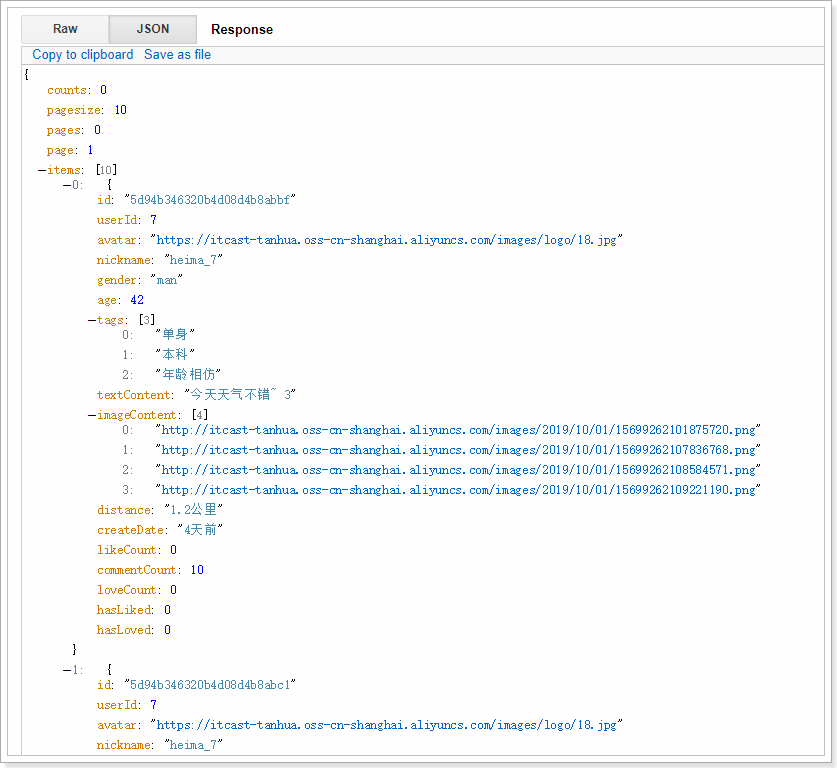 Raw JSON Response
Copy to clipboard Save as file
{
counts: 0
pagesize: 10
pages: 0
page: 1
–items: [10]
–0: {
id: "5d94b346320b4d08d4b8abbf"
userId: 7
avatar: "https://itcast-tanhua.oss-cn-shanghai.aliyuncs.com/images/logo/18.jpg"
nickname: "heima_7"
gender: "man"
age: 42
–tags: [3]
0: "单身"
1: "本科"
2: "年龄相仿"
textContent: "今天天气不错~ 3"
–imageContent: [4]
0: "http://itcast-tanhua.oss-cn-shanghai.aliyuncs.com/images/2019/10/01/15699262101875720.png"
1: "http://itcast-tanhua.oss-cn-shanghai.aliyuncs.com/images/2019/10/01/15699262107836768.png"
2: "http://itcast-tanhua.oss-cn-shanghai.aliyuncs.com/images/2019/10/01/15699262108584571.png"
3: "http://itcast-tanhua.oss-cn-shanghai.aliyuncs.com/images/2019/10/01/15699262109221190.png"
distance: "1.2公里"
createDate: "4天前"
likeCount: 0
commentCount: 10
loveCount: 0
hasLiked: 0
hasLoved: 0
}
–1: {
id: "5d94b346320b4d08d4b8abc1"
userId: 7
avatar: "https://itcast-tanhua.oss-cn-shanghai.aliyuncs.com/images/logo/18.jpg"
nickname: "heima_7"